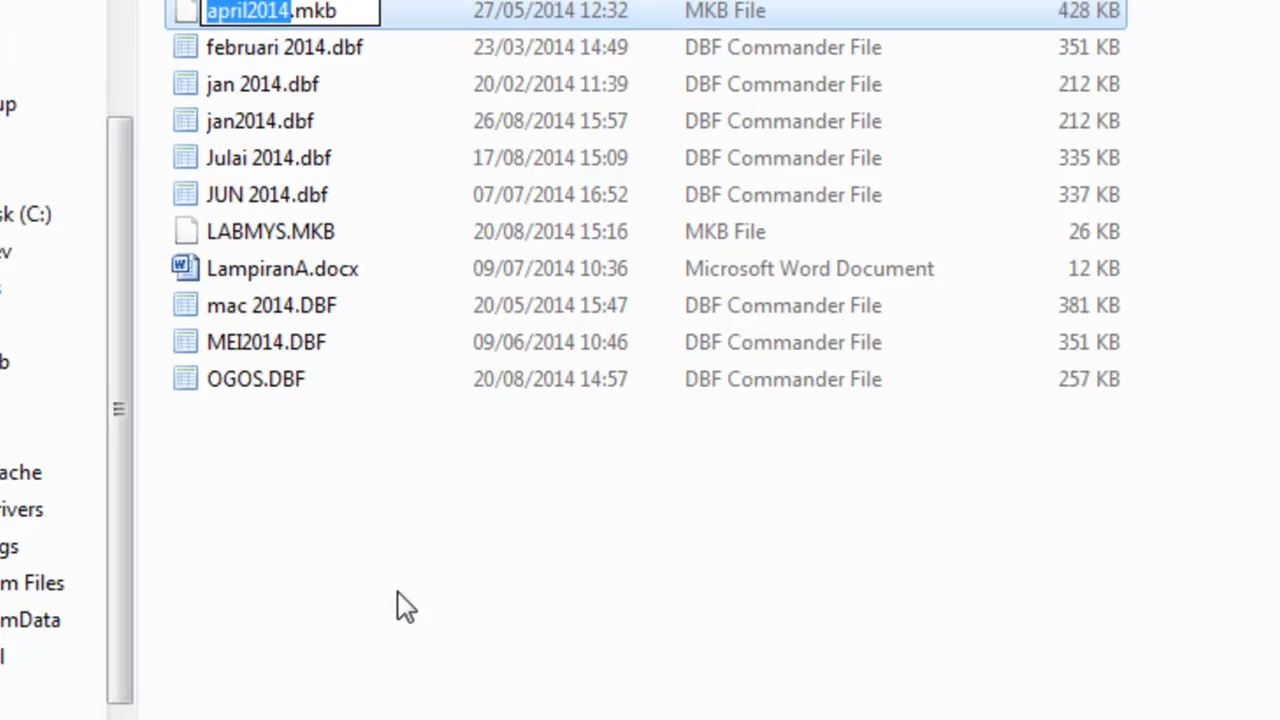 april2014.mkb 27/05/2014 12:32 MKB File 428 KB
februari 2014.dbf 23/03/2014 14:49 DBF Commander File 351 KB
jan 2014.dbf 20/02/2014 11:39 DBF Commander File 212 KB
up
jan2014.dbf 26/08/2014 15:57 DBF Commander File 212 KB
Julai 2014.dbf 17/08/2014 15:09 DBF Commander File 335 KB
JUN 2014.dbf 07/07/2014 16:52 DBF Commander File 337 KB
sk (C:)
LABMYS.MKB 20/08/2014 15:16 MKB File 26 KB
ev
LampiranA.docx 09/07/2014 10:36 Microsoft Word Document 12 KB
s
mac 2014.DBF 20/05/2014 15:47 DBF Commander File 381 KB
MEI2014.DBF 09/06/2014 10:46 DBF Commander File 351 KB
b
OGOS.DBF 20/08/2014 14:57 DBF Commander File 257 KB
ache
rivers
gs
m Files
mData
l